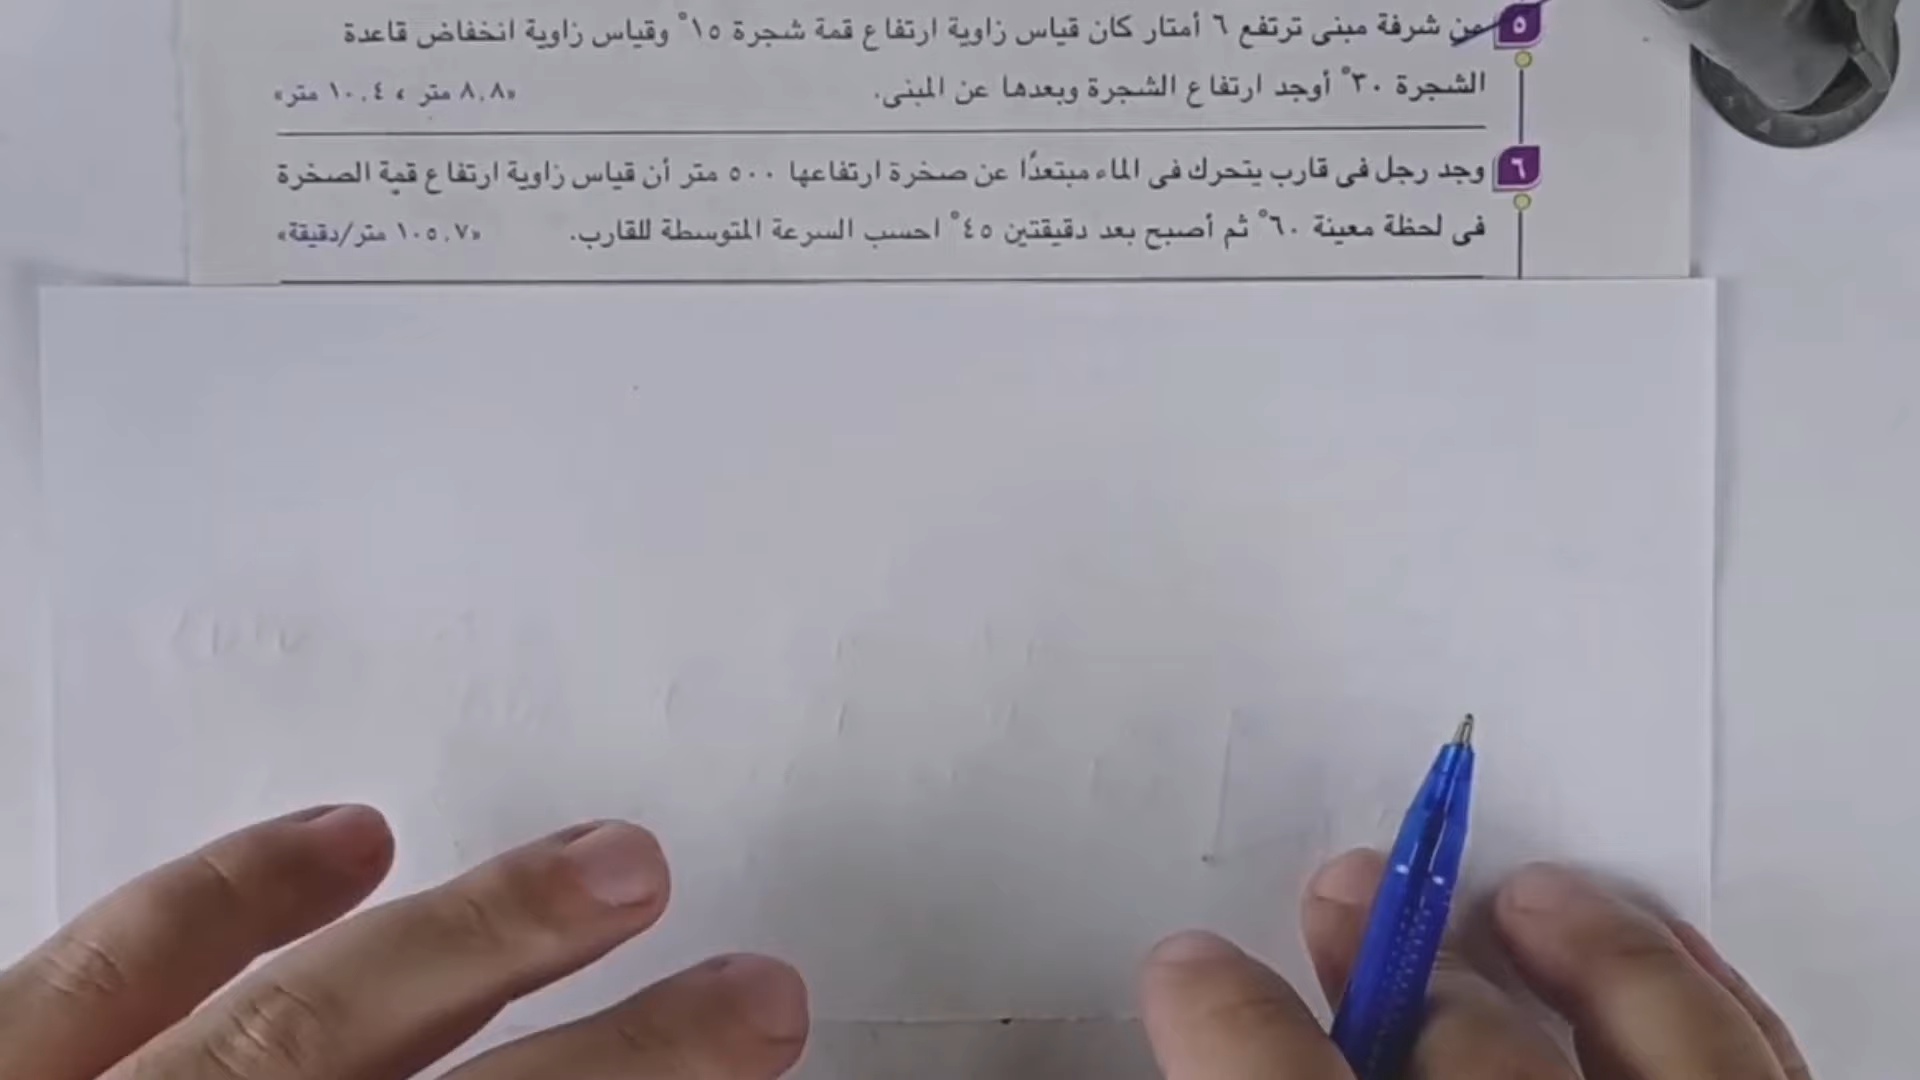 ٥ من شرفة مبنى ترتفع ٦ أمتار كان قياس زاوية ارتفاع قمة شجرة ١٥° وقياس زاوية انخفاض قاعدة
الشجرة ٣٠° أوجد ارتفاع الشجرة وبعدها عن المبنى. «٨,٨ متر ، ١٠,٤ متر»
٦ وجد رجل فى قارب يتحرك فى الماء مبتعدًا عن صخرة ارتفاعها ٥٠٠ متر أن قياس زاوية ارتفاع قمة الصخرة
فى لحظة معينة ٦٠° ثم أصبح بعد دقيقتين ٤٥° احسب السرعة المتوسطة للقارب. «١٠٥,٧ متر/دقيقة»